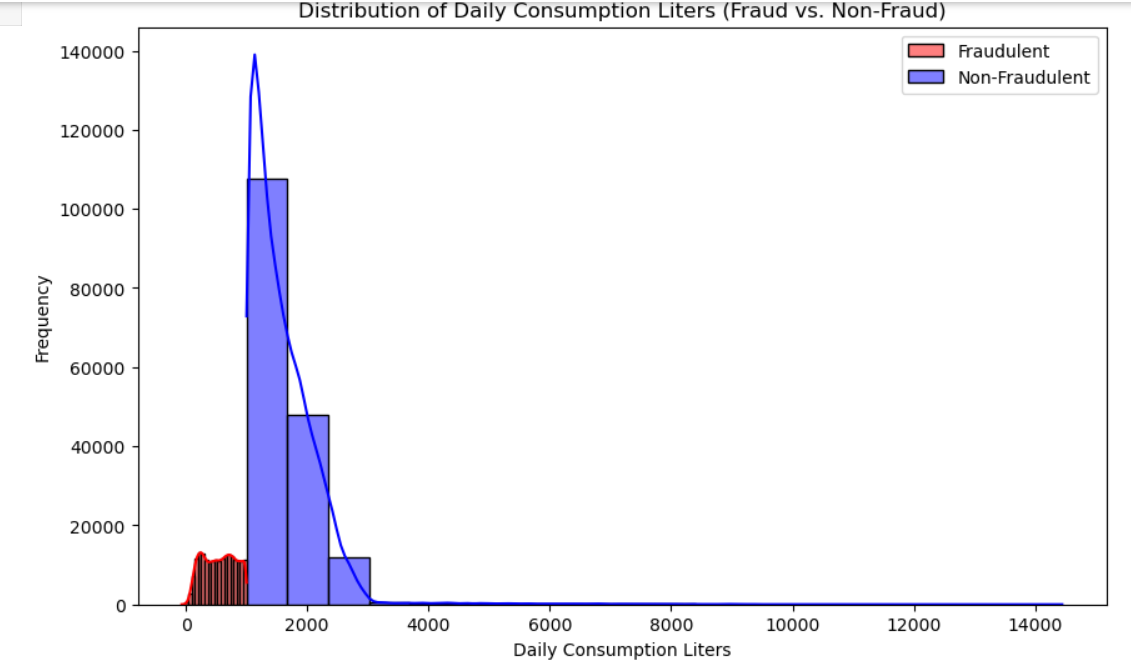 Distribution of Daily Consumption Liters (Fraud vs. Non-Fraud)
Fraudulent
Non-Fraudulent
140000
120000
100000
80000
60000
40000
20000
0
Frequency
0 2000 4000 6000 8000 10000 12000 14000
Daily Consumption Liters